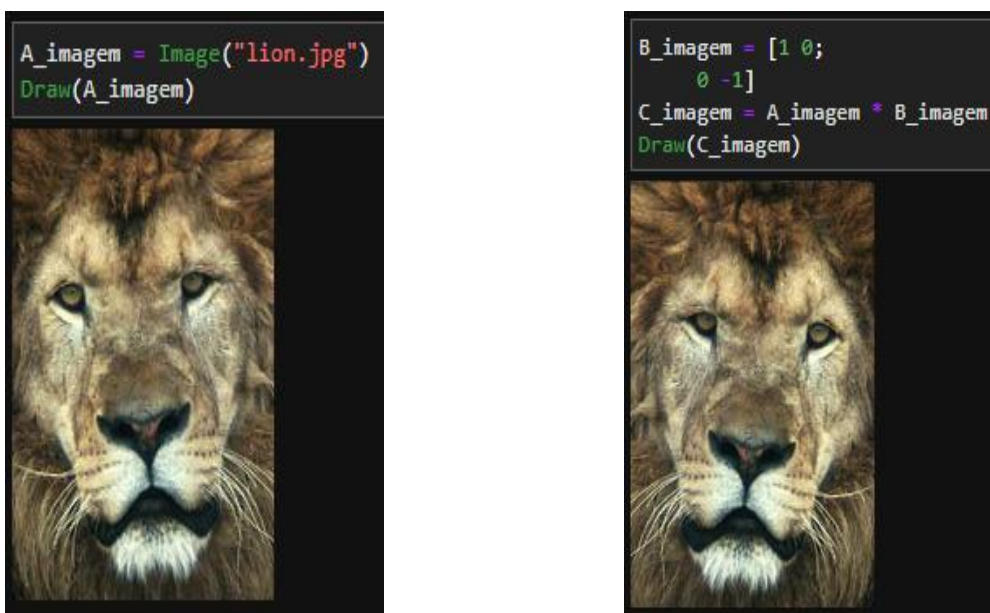 A_imagem = Image("lion.jpg")
Draw(A_imagem)
B_imagem = [1 0;
0 -1]
C_imagem = A_imagem * B_imagem
Draw(C_imagem)